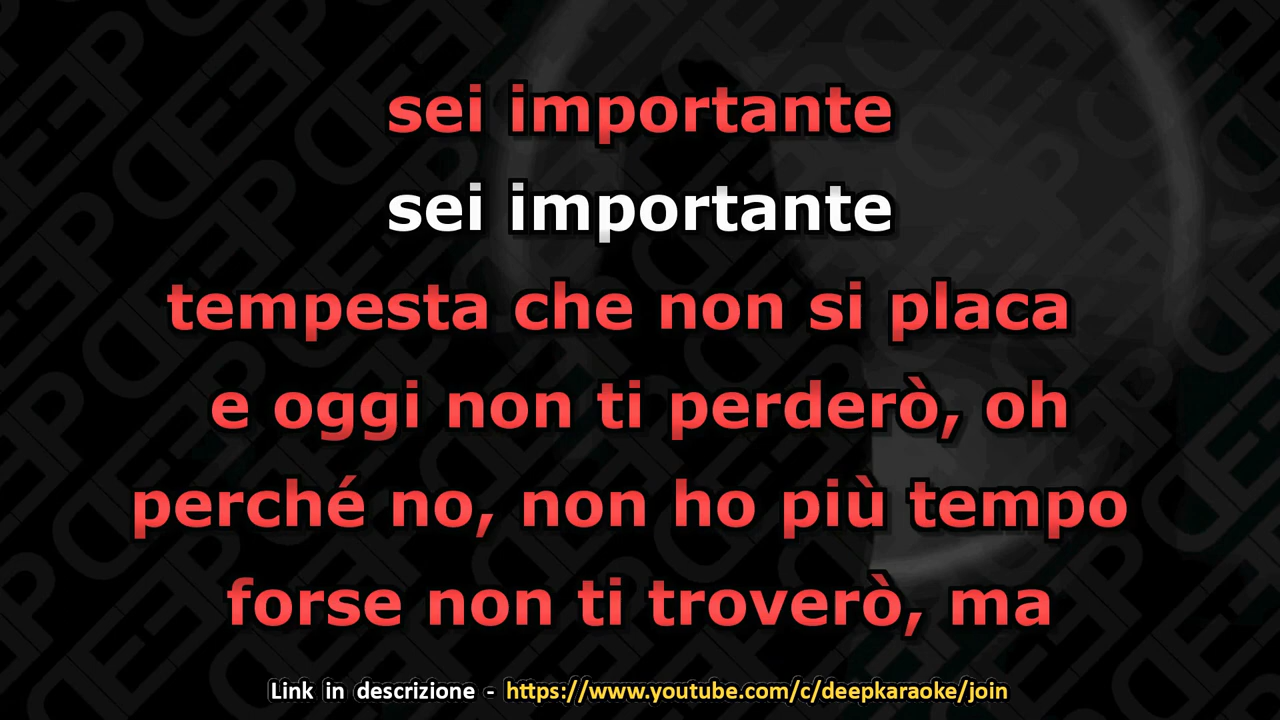 sei importante
sei importante
tempesta che non si placa
e oggi non ti perderò, oh
perché no, non ho più tempo
forse non ti troverò, ma
Link in descrizione - https://www.youtube.com/c/deepkaraoke/join